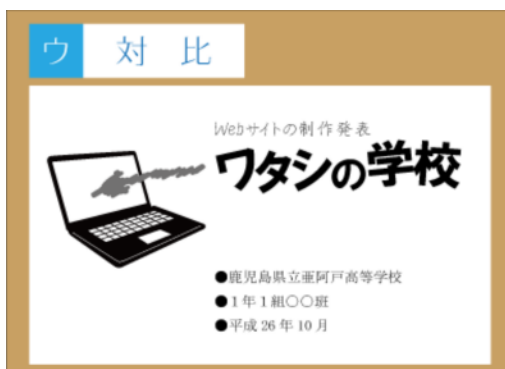 ウ 対比
Webサイトの制作発表
ワタシの学校
●鹿児島県立亜阿戸高等学校
●1年1組〇〇班
●平成26年10月